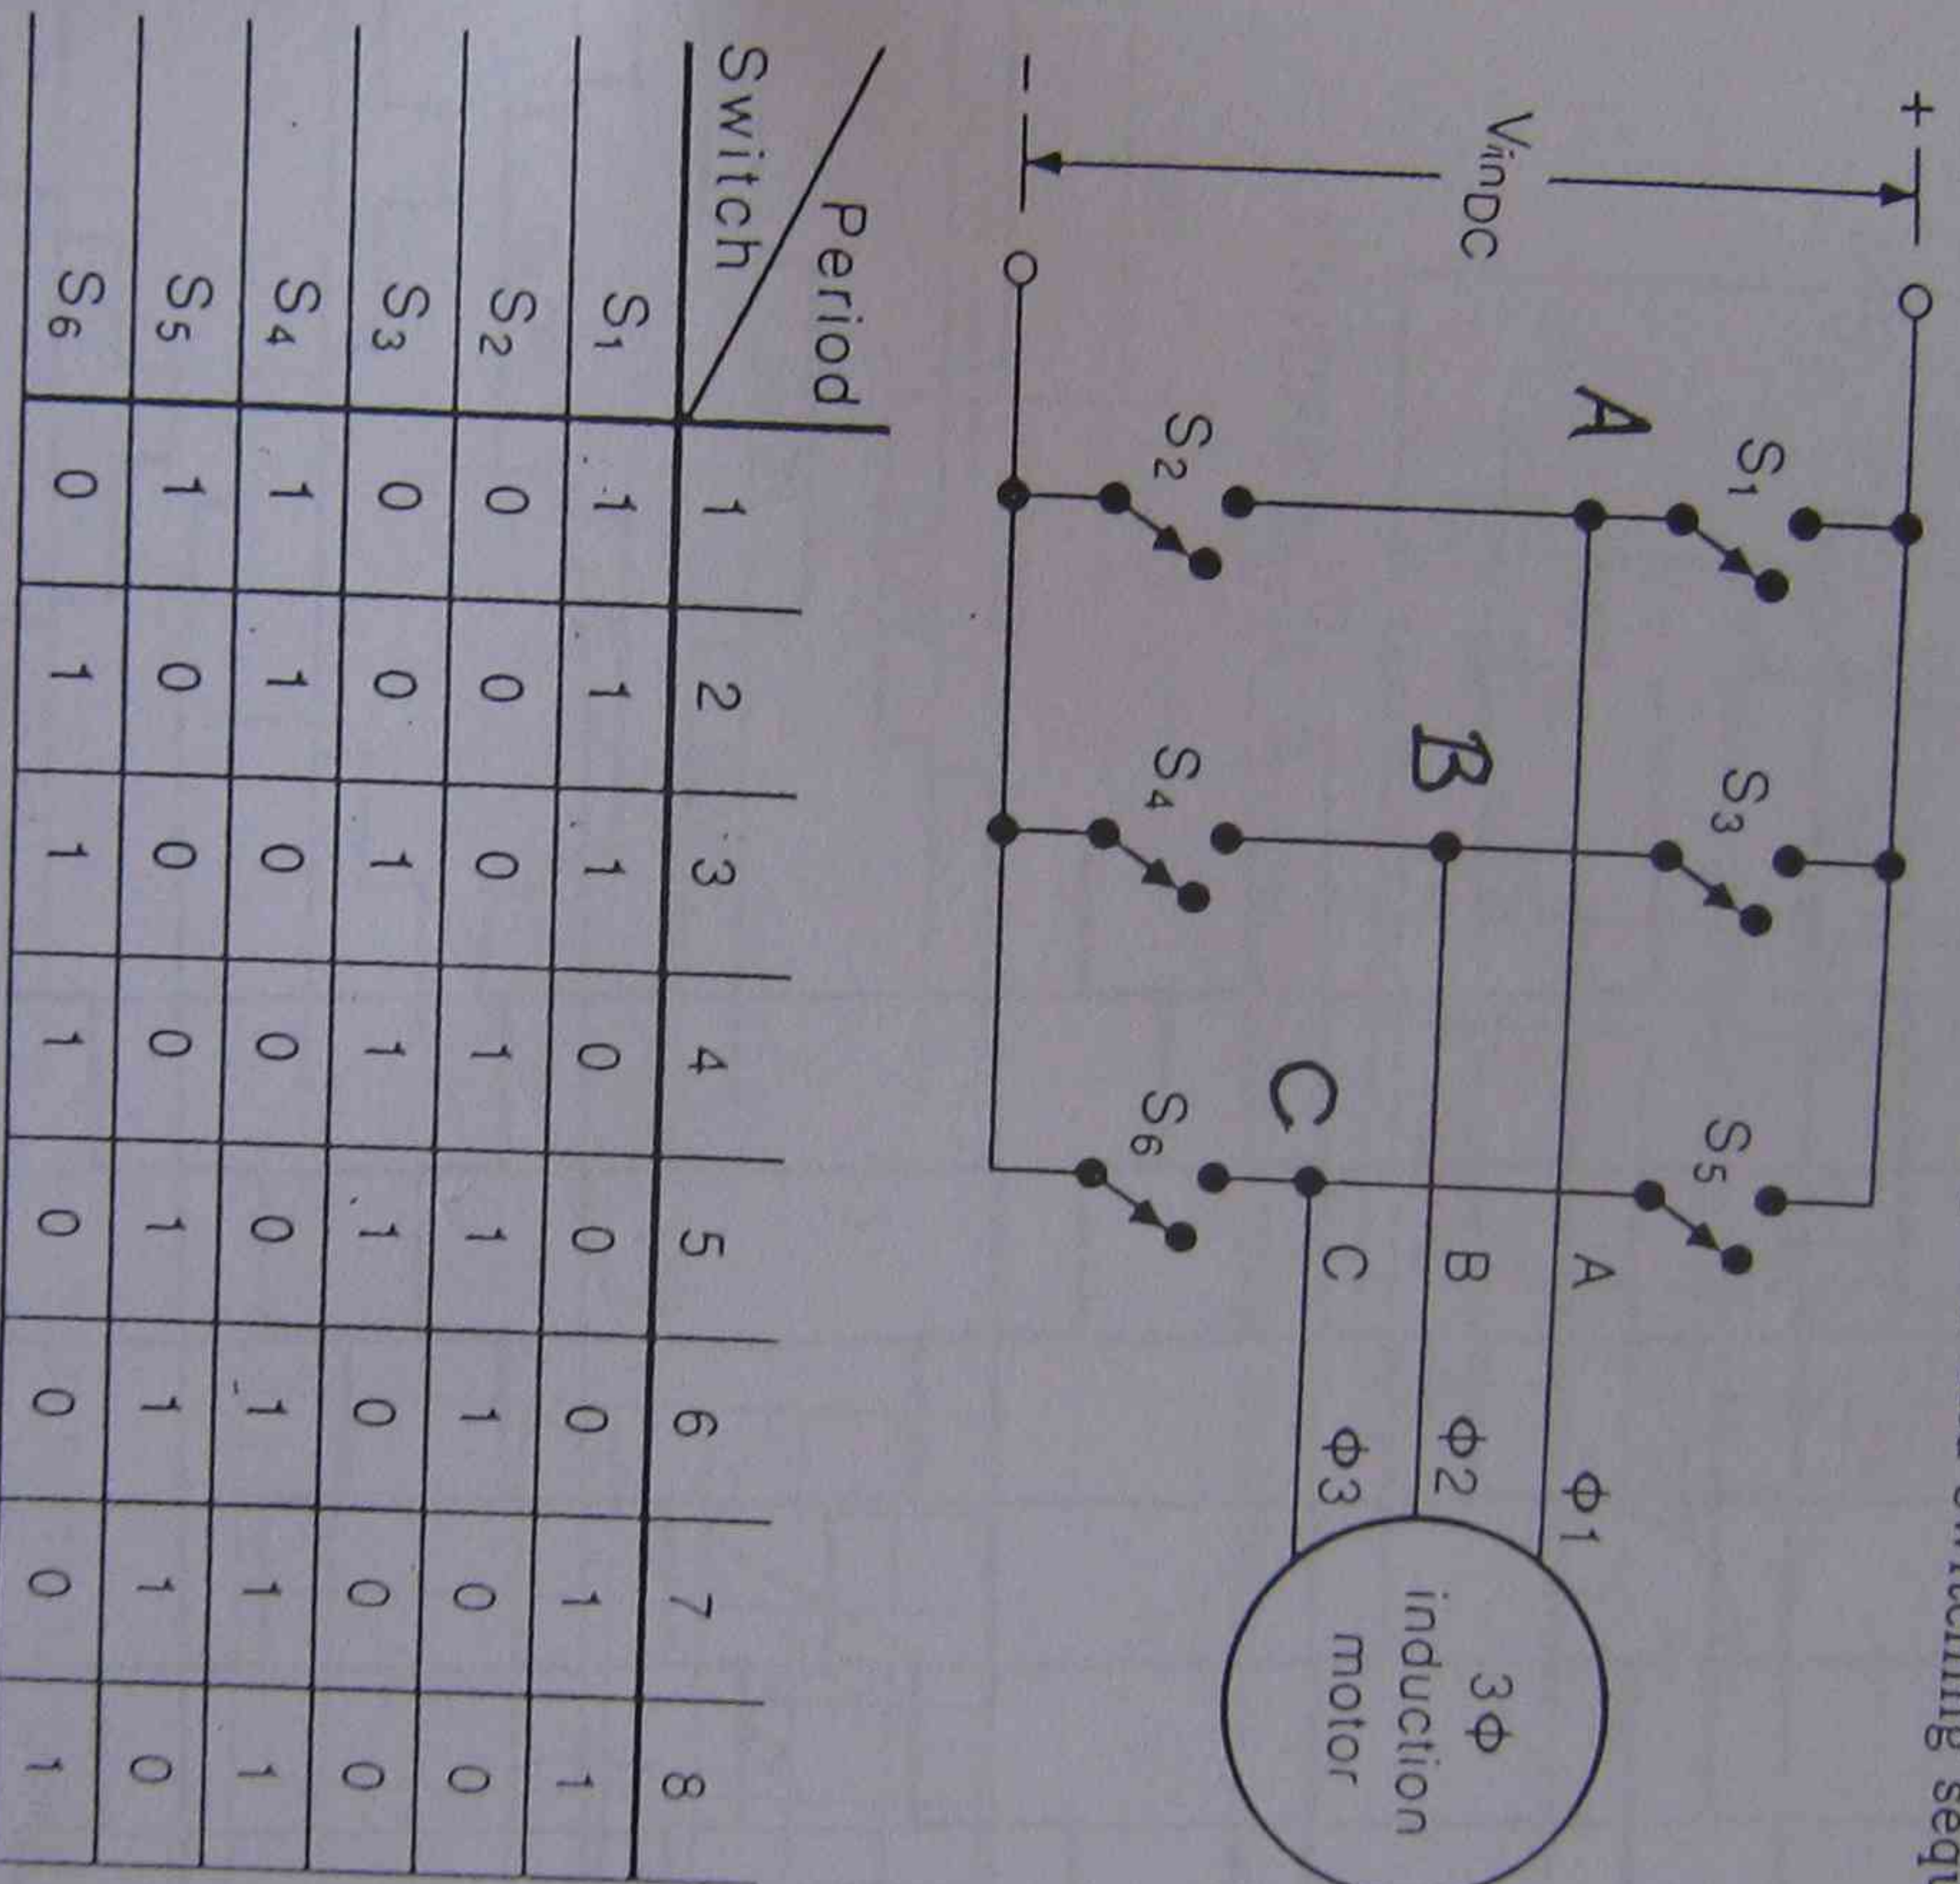 switching sequ
+ S1 S3 S5
A A Φ1
VinDC B B Φ2 3Φ
induction
motor
C C Φ3
S2 S4 S6
-
Period
Switch 1 2 3 4 5 6 7 8
S1 1 1 1 0 0 0 1 1
S2 0 0 0 1 1 1 0 0
S3 0 0 1 1 1 0 0 0
S4 1 1 0 0 0 1 1 1
S5 1 0 0 0 1 1 1 0
S6 0 1 1 1 0 0 0 1